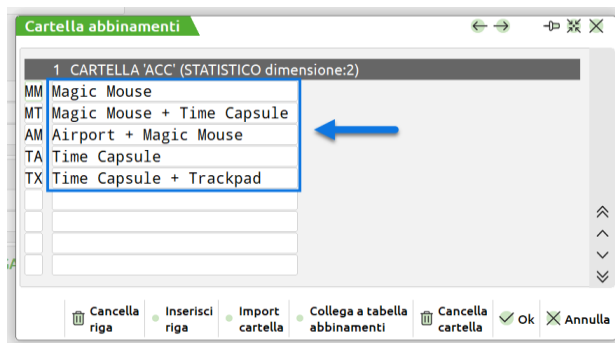 Cartella abbinamenti
1 CARTELLA 'ACC' (STATISTICO dimensione:2)
MM Magic Mouse
MT Magic Mouse + Time Capsule
AM Airport + Magic Mouse
TA Time Capsule
TX Time Capsule + Trackpad
Cancella riga
Inserisci riga
Import cartella
Collega a tabella abbinamenti
Cancella cartella
Ok
Annulla